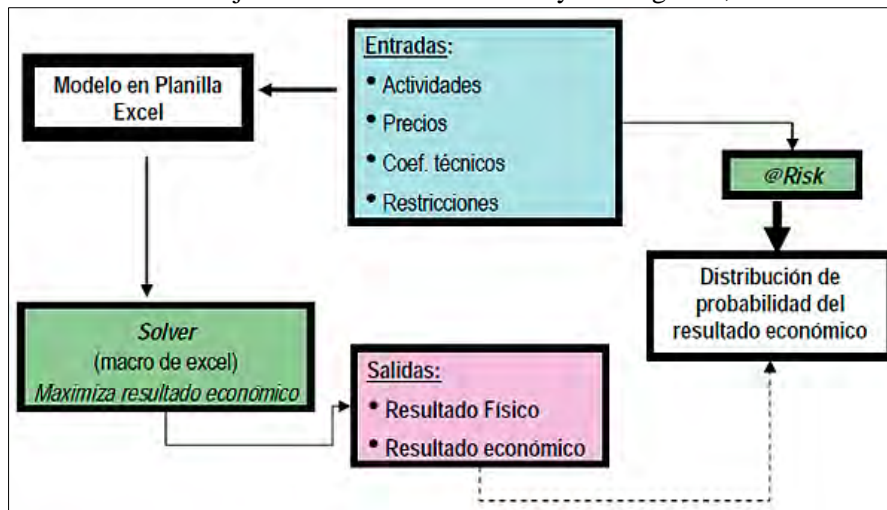 Entradas:
• Actividades
• Precios
• Coef. técnicos
• Restricciones
Modelo en Planilla
Excel
@Risk
Distribución de
probabilidad del
resultado económico
Solver
(macro de excel)
Maximiza resultado económico
Salidas:
• Resultado Físico
• Resultado económico